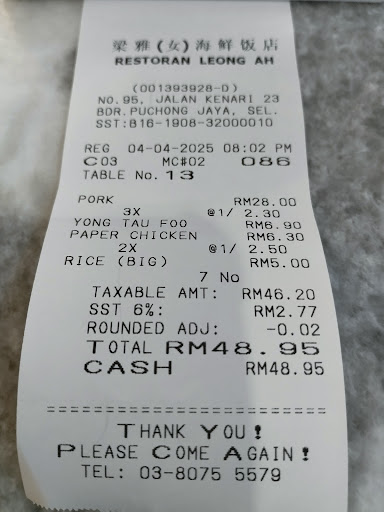 梁雅(女)海鲜饭店
RESTORAN LEONG AH
(001393928-D)
NO.95, JALAN KENARI 23
BDR.PUCHONG JAYA, SEL.
SST:B16-1908-32000010
REG 04-04-2025 08:02 PM
C03 MC#02 086
TABLE No. 13
PORK RM28.00
3X @1/ 2.30
YONG TAU FOO RM6.90
PAPER CHICKEN RM6.30
2X @1/ 2.50
RICE (BIG) RM5.00
7 No
TAXABLE AMT: RM46.20
SST 6%: RM2.77
ROUNDED ADJ: -0.02
TOTAL RM48.95
CASH RM48.95
========================
THANK YOU!
PLEASE COME AGAIN!
TEL: 03-8075 5579